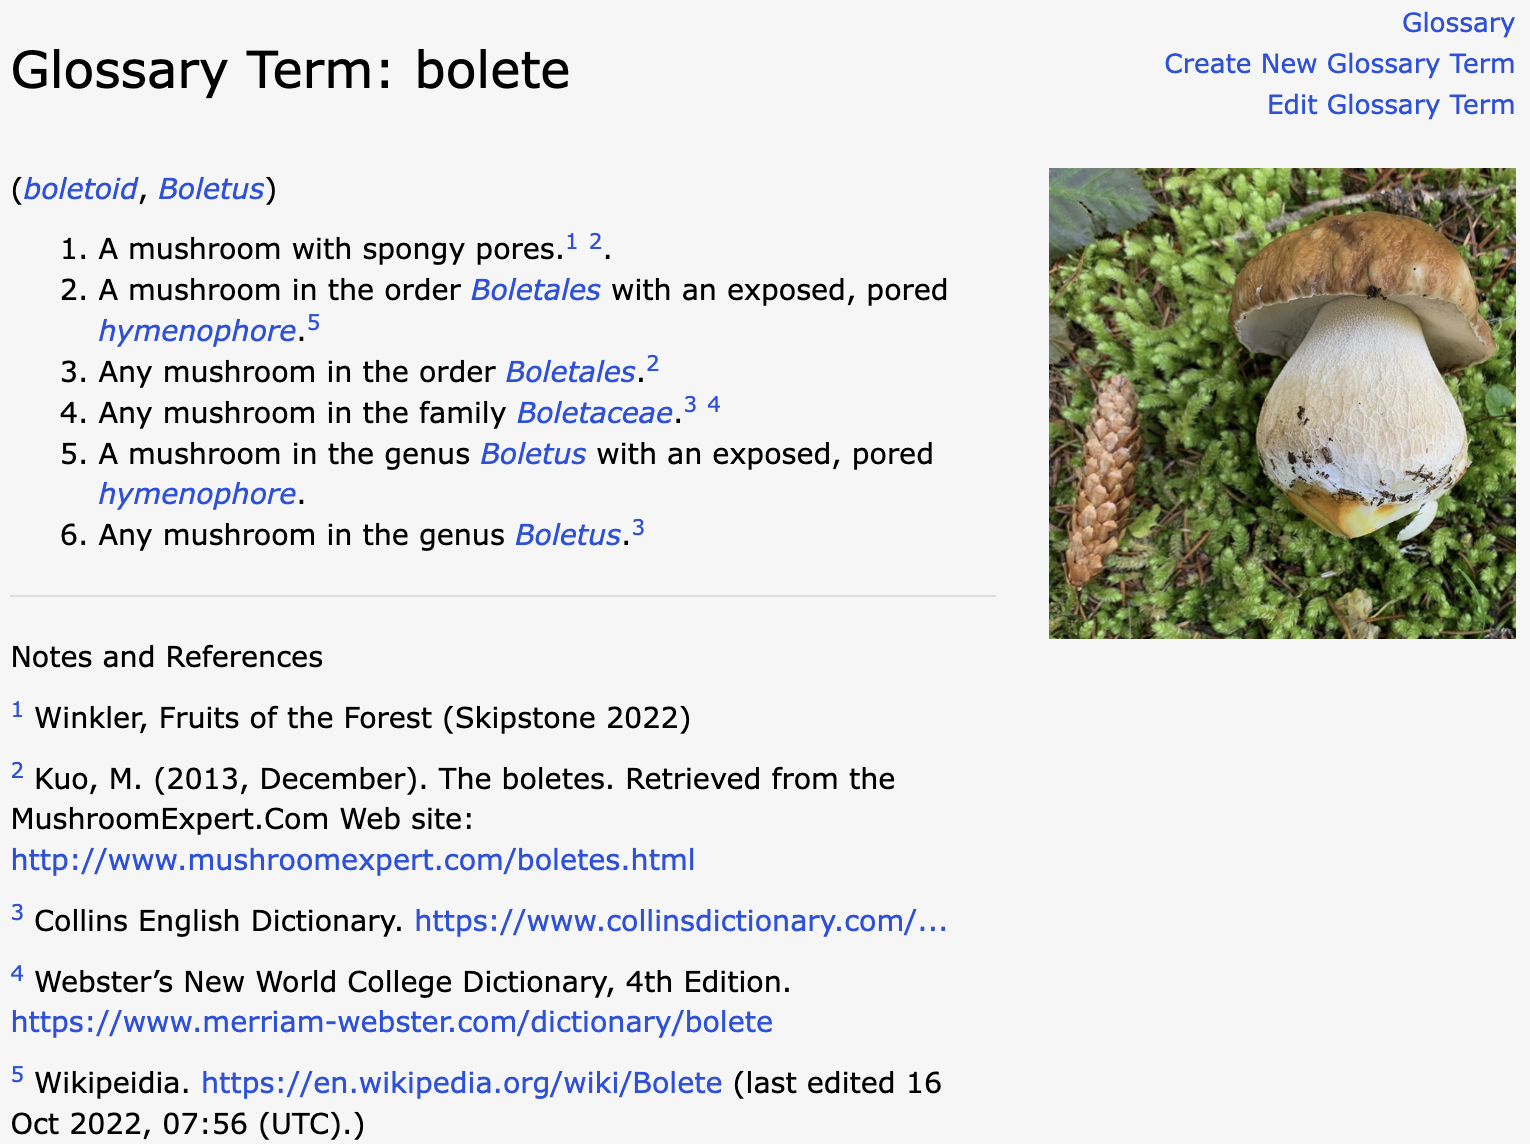 Glossary
Create New Glossary Term
Edit Glossary Term
Glossary Term: bolete
(boletoid, Boletus)
1. A mushroom with spongy pores.1 2.
2. A mushroom in the order Boletales with an exposed, pored
hymenophore.5
3. Any mushroom in the order Boletales.2
4. Any mushroom in the family Boletaceae.3 4
5. A mushroom in the genus Boletus with an exposed, pored
hymenophore.
6. Any mushroom in the genus Boletus.3
Notes and References
1 Winkler, Fruits of the Forest (Skipstone 2022)
2 Kuo, M. (2013, December). The boletes. Retrieved from the
MushroomExpert.Com Web site:
http://www.mushroomexpert.com/boletes.html
3 Collins English Dictionary. https://www.collinsdictionary.com/...
4 Webster’s New World College Dictionary, 4th Edition.
https://www.merriam-webster.com/dictionary/bolete
5 Wikipeidia. https://en.wikipedia.org/wiki/Bolete (last edited 16
Oct 2022, 07:56 (UTC).)